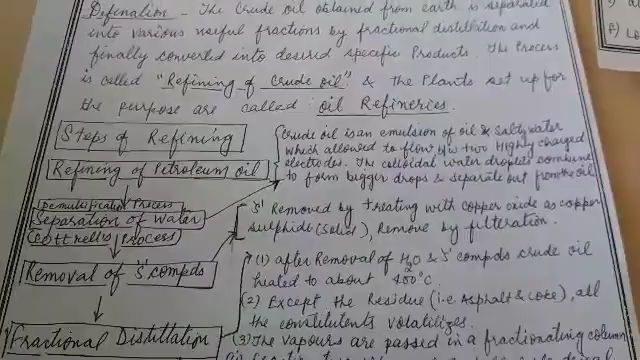 Defenation - The Crude oil obtained from earth is separated
into various useful fractions by fractional distillation and
finally converted into desired specific Products. The Process
is called "Refining of Crude oil" & the Plants set up for
the purpose are called oil Refineries.
Steps of Refining
Refining of Petroleum oil
Crude oil is an emulsion of oil & salty water
which allowed to flow b/w two Highly charged
electrodes. The colloidal water droplets combine
to form bigger drops & separate out from the oil
Demulsification Process
Separation of water
Cottrell's process
'S' Removed by treating with copper oxide as copper
sulphide (Solid), Remove by filteration.
Removal of 'S' compds
(1) after Removal of H2O & 'S' compds crude oil
heated to about 400°C
(2) Except the Residue (i.e Asphalt & Coke), all
the constituents volatilizes.
Fractional Distillation
(3) The vapours are passed in a fractionating column